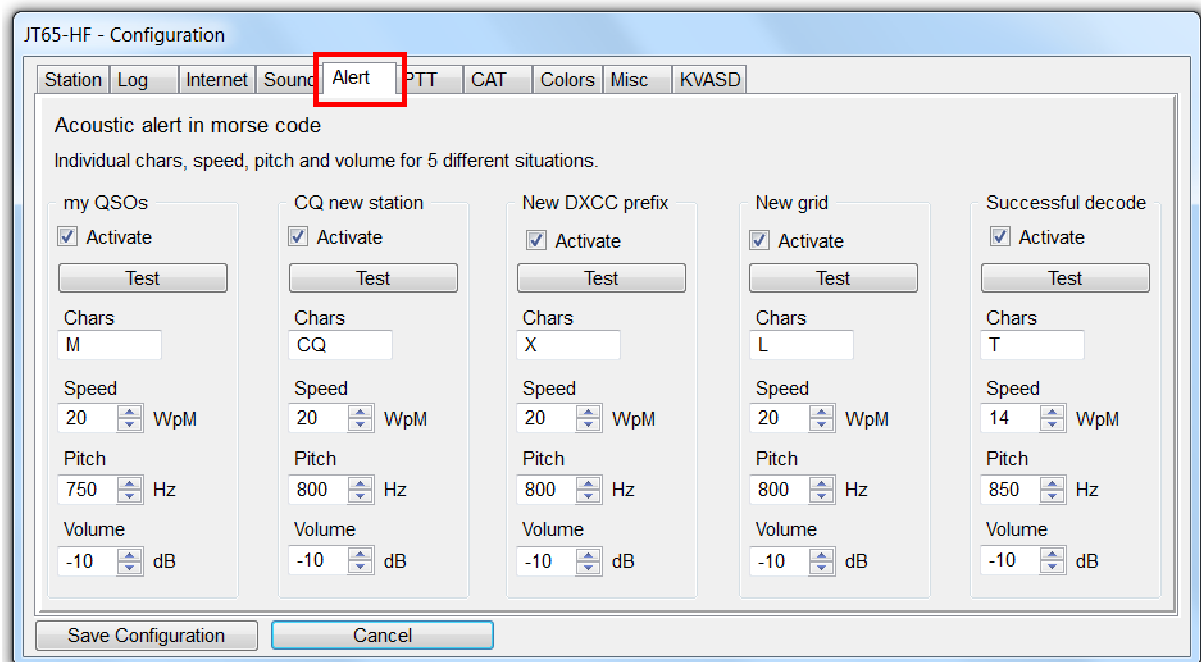 JT65-HF - Configuration
Station Log Internet Sound Alert PTT CAT Colors Misc KVASD
Acoustic alert in morse code
Individual chars, speed, pitch and volume for 5 different situations.
my QSOs CQ new station New DXCC prefix New grid Successful decode
Activate Activate Activate Activate Activate
Test Test Test Test Test
Chars Chars Chars Chars Chars
M CQ X L T
Speed Speed Speed Speed Speed
20 WpM 20 WpM 20 WpM 20 WpM 14 WpM
Pitch Pitch Pitch Pitch Pitch
750 Hz 800 Hz 800 Hz 800 Hz 850 Hz
Volume Volume Volume Volume Volume
-10 dB -10 dB -10 dB -10 dB -10 dB
Save Configuration Cancel